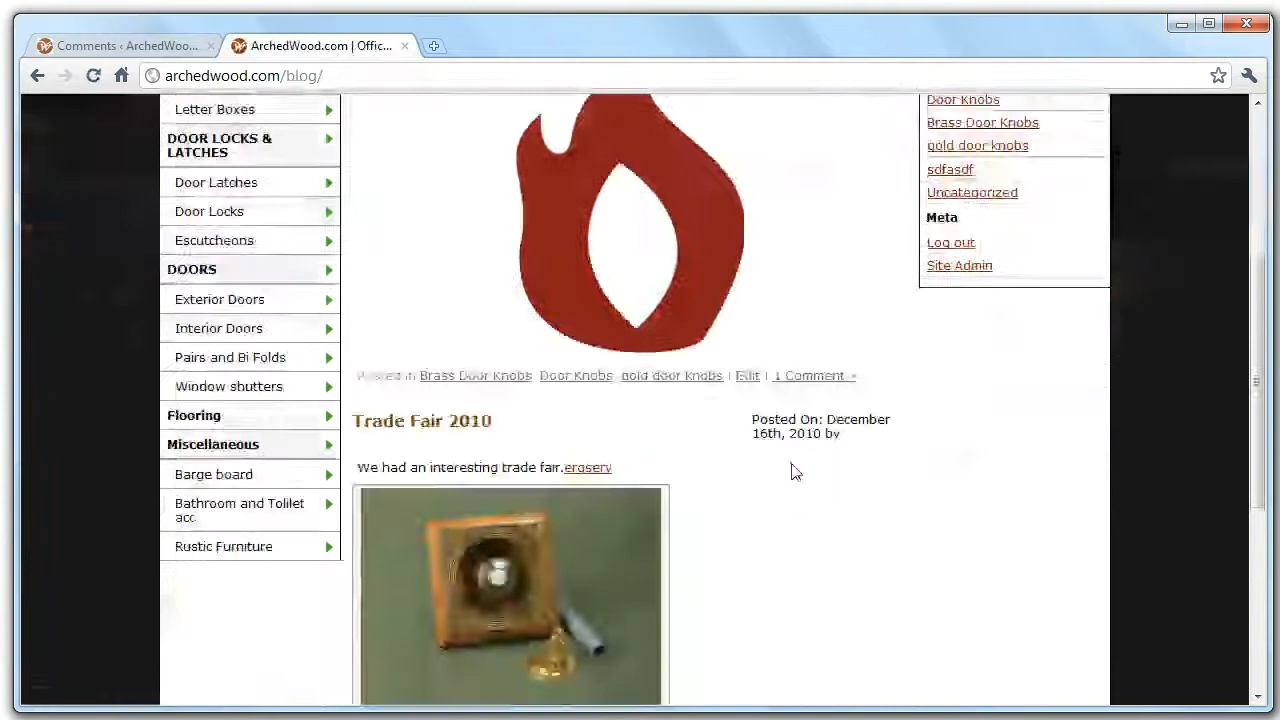 Comments ‹ ArchedWoo...
ArchedWood.com | Offic...
archedwood.com/blog/
Letter Boxes
DOOR LOCKS &
LATCHES
Door Latches
Door Locks
Escutcheons
DOORS
Exterior Doors
Interior Doors
Pairs and Bi Folds
Window shutters
Flooring
Miscellaneous
Barge board
Bathroom and Tolilet
acc
Rustic Furniture
Posted in Brass Door Knobs Door Knobs gold door knobs | Edit | 1 Comment »
Trade Fair 2010
Posted On: December
16th, 2010 by
We had an interesting trade fair.
Door Knobs
Brass Door Knobs
gold door knobs
sdfasdf
Uncategorized
Meta
Log out
Site Admin